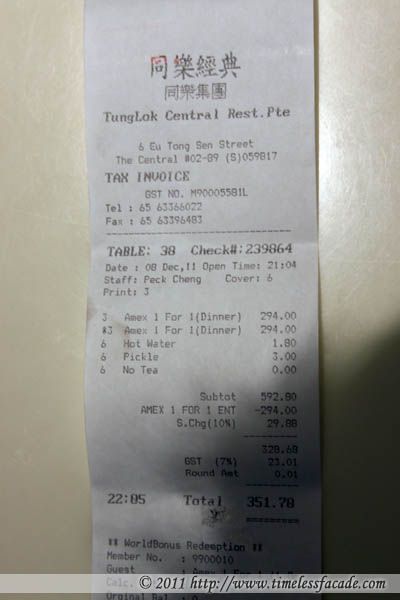 同樂經典
同樂集團
TungLok Central Rest.Pte
6 Eu Tong Sen Street
The Central #02-89 (S)059817
TAX INVOICE
GST NO. M90005581L
Tel : 65 63366022
Fax : 65 63396483
TABLE: 38 Check#:239864
Date : 08 Dec,11 Open Time: 21:04
Staff: Peck Cheng Cover: 6
Print: 3
3 Amex 1 For 1(Dinner) 294.00
#3 Amex 1 For 1(Dinner) 294.00
6 Hot Water 1.80
6 Pickle 3.00
6 No Tea 0.00
Subtot 592.80
AMEX 1 FOR 1 ENT -294.00
S.Chg(10%) 29.88
328.68
GST (7%) 23.01
Round Amt 0.01
22:05 Total 351.70
## WorldBonus Redemption ##
Member No. : 9900010
Guest :
Calc.
© 2011 http://www.timelessfacade.com
Orginal Bal :